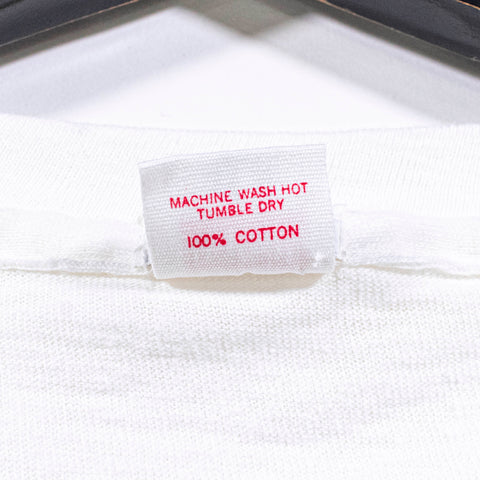 MACHINE WASH HOT
TUMBLE DRY
100% COTTON